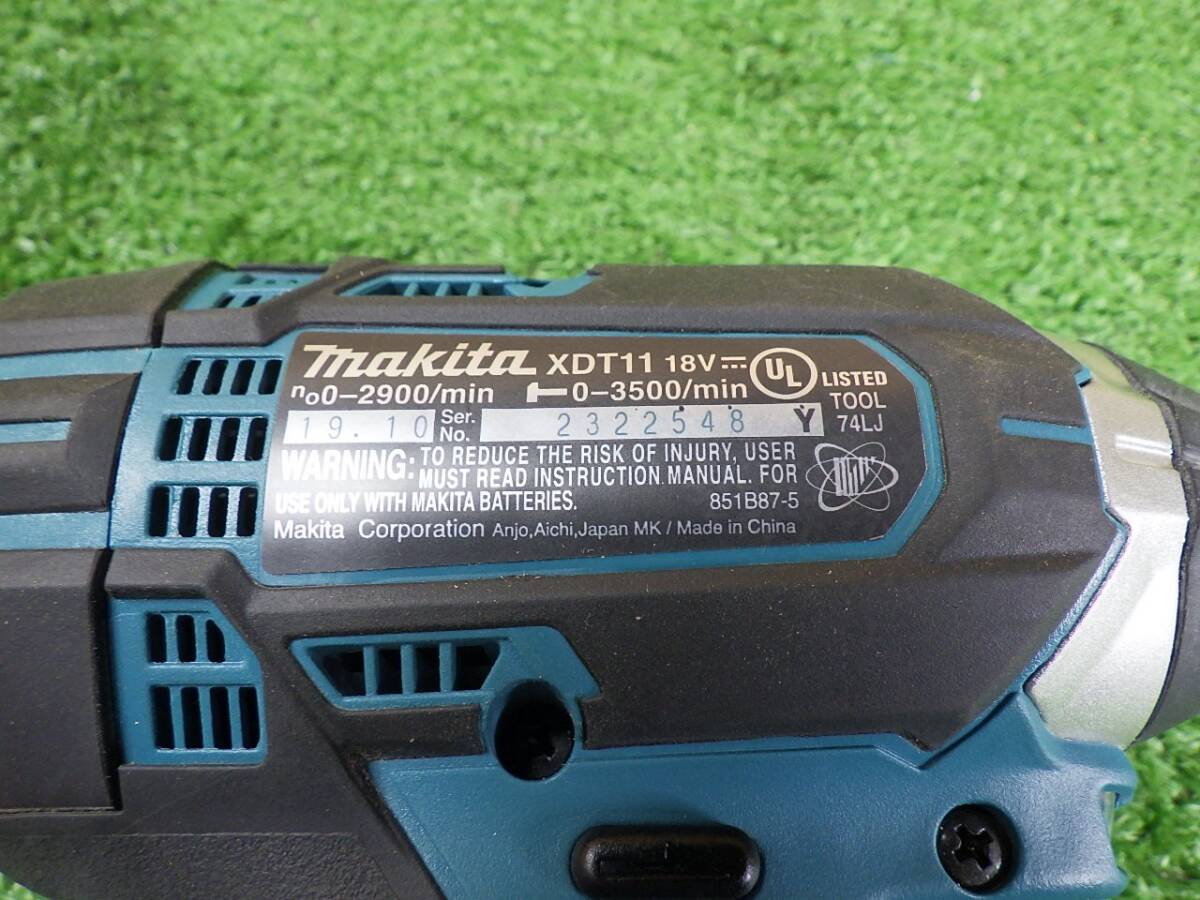 makita XDT11 18V⎓
n₀0–2900/min 0–3500/min
19.10 Ser. No. 2322548 Y
UL LISTED
TOOL
74LJ
WARNING: TO REDUCE THE RISK OF INJURY, USER
MUST READ INSTRUCTION MANUAL. FOR
USE ONLY WITH MAKITA BATTERIES. 851B87-5
Makita Corporation Anjo,Aichi,Japan MK / Made in China